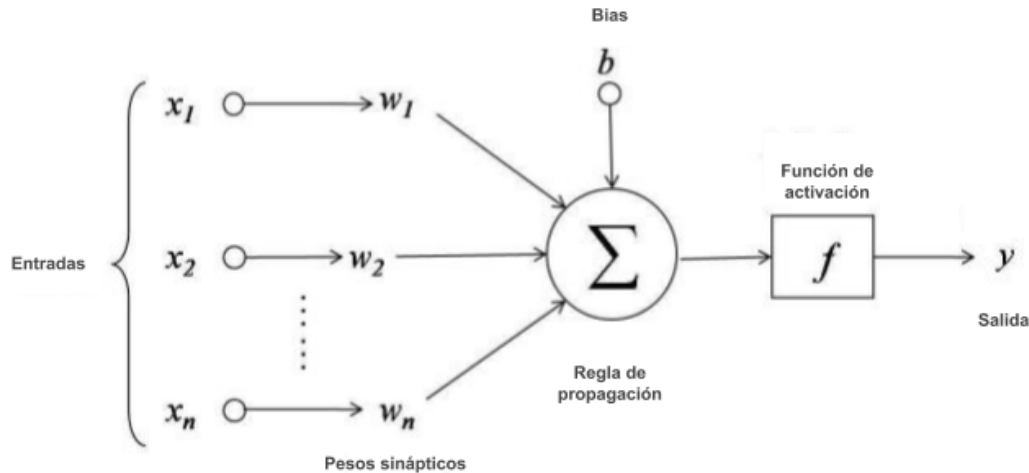 Bias
b
x1 w1
Función de
activación
Entradas x2 w2 Σ f y
Salida
Regla de
propagación
xn wn
Pesos sinápticos